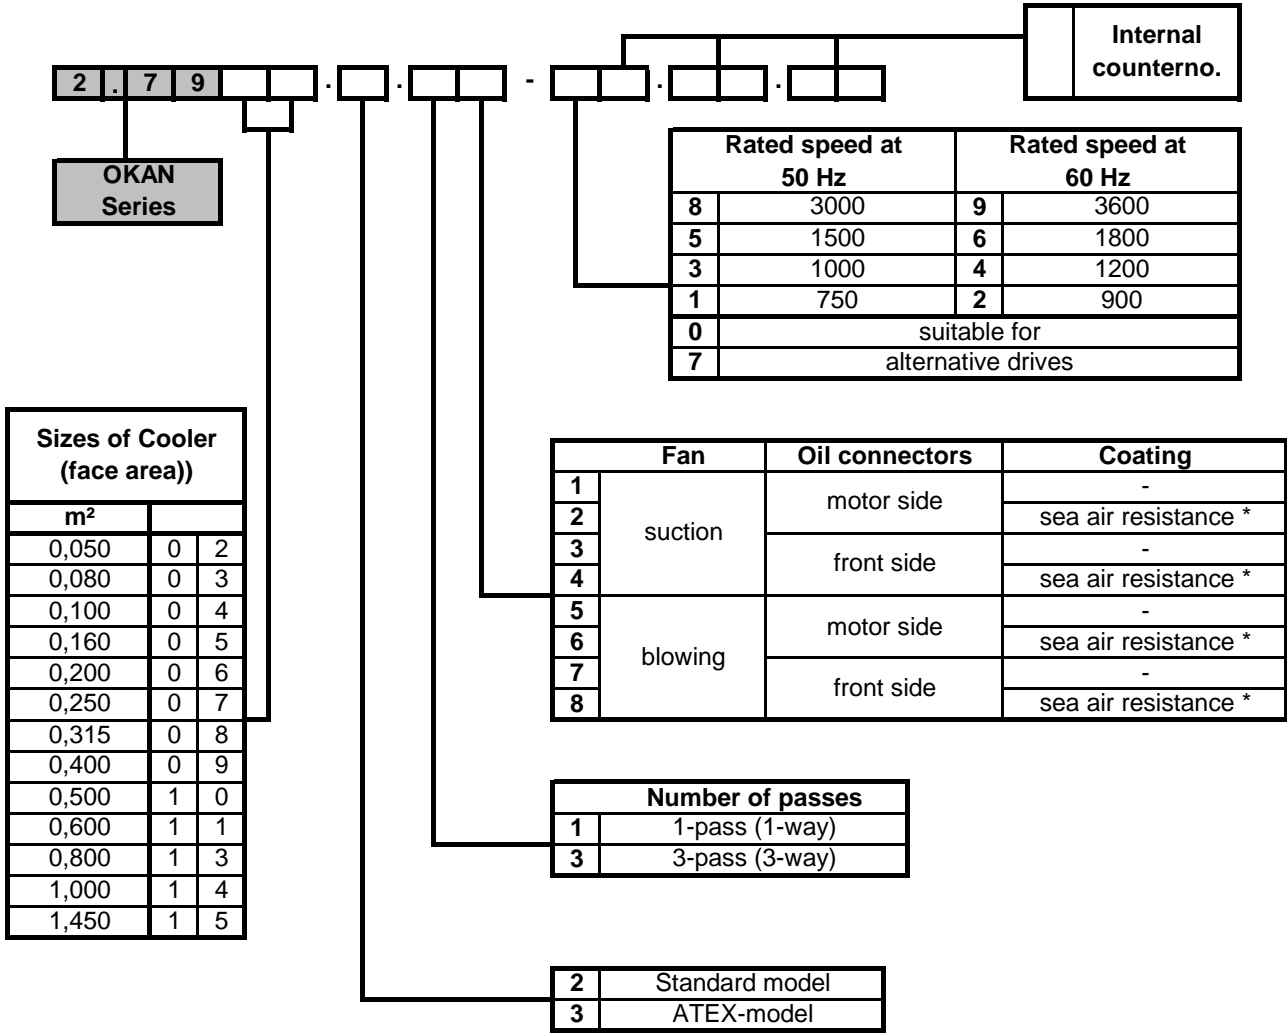 Internal
counterno.
2 . 7 9 . . - . .
OKAN
Series
Rated speed at
50 Hz
Rated speed at
60 Hz
8 3000 9 3600
5 1500 6 1800
3 1000 4 1200
1 750 2 900
0 suitable for
7 alternative drives
Sizes of Cooler
(face area))
m²
0,050 0 2
0,080 0 3
0,100 0 4
0,160 0 5
0,200 0 6
0,250 0 7
0,315 0 8
0,400 0 9
0,500 1 0
0,600 1 1
0,800 1 3
1,000 1 4
1,450 1 5
Fan Oil connectors Coating
1 -
motor side
2 sea air resistance *
suction
3 -
front side
4 sea air resistance *
5 -
motor side
6 sea air resistance *
blowing
7 -
front side
8 sea air resistance *
Number of passes
1 1-pass (1-way)
3 3-pass (3-way)
2 Standard model
3 ATEX-model